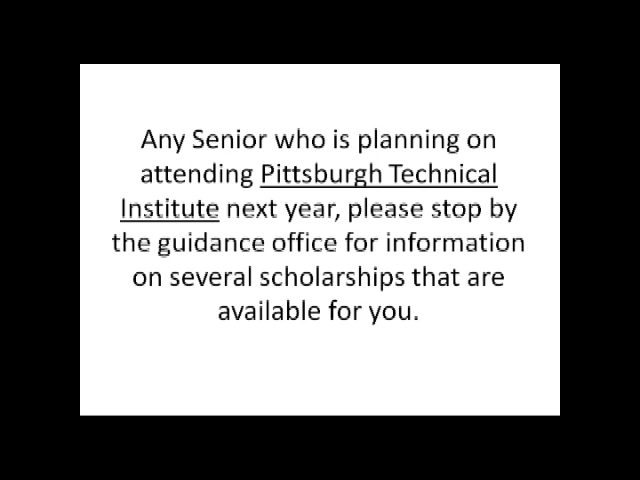 Any Senior who is planning on
attending Pittsburgh Technical
Institute next year, please stop by
the guidance office for information
on several scholarships that are
available for you.